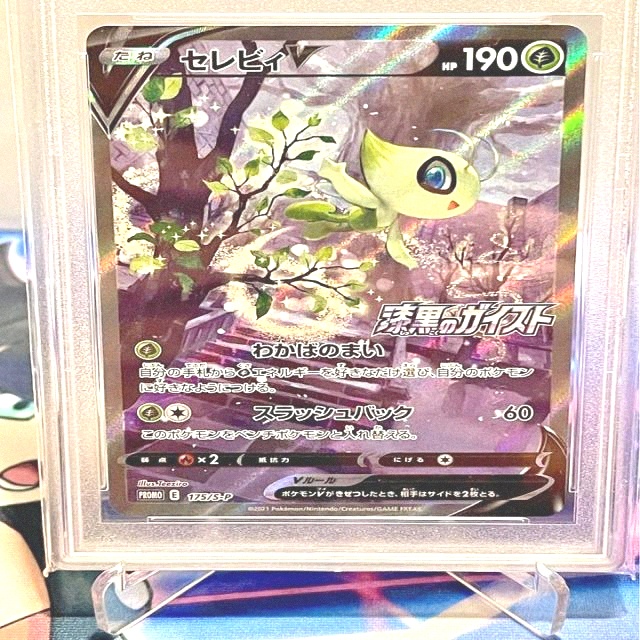 たね セレビィV HP 190
漆黒のガイスト
わかばのまい
自分の手札から エネルギーを好きなだけ選び、自分のポケモン
に好きなようにつける。
スラッシュバック 60
このポケモンをベンチポケモンと入れ替える。
弱点 ×2 抵抗力 にげる
Vルール
ポケモンVがきぜつしたとき、相手はサイドを2枚とる。
illus. Teeziro
PROMO E 175/S-P
©2021 Pokémon/Nintendo/Creatures/GAME FREAK.